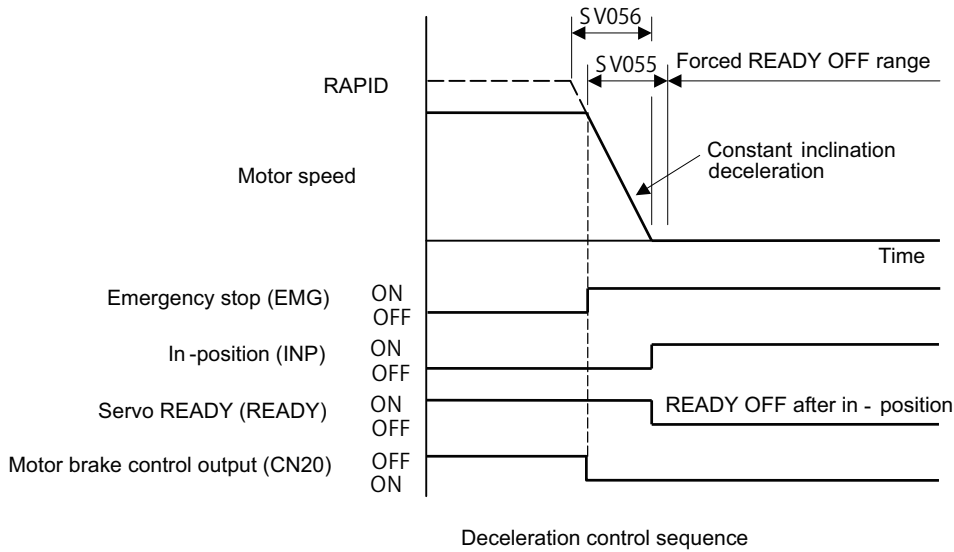 SV056
SV055
Forced READY OFF range
RAPID
Constant inclination
deceleration
Motor speed
Time
Emergency stop (EMG)
ON
OFF
In-position (INP)
ON
OFF
Servo READY (READY)
ON
OFF
READY OFF after in - position
Motor brake control output (CN20)
OFF
ON
Deceleration control sequence